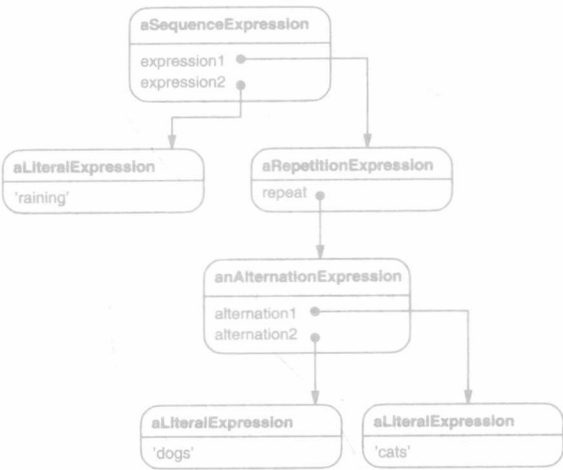 aSequenceExpression
expression1
expression2
aLiteralExpression
'raining'
aRepetitionExpression
repeat
anAlternationExpression
alternation1
alternation2
aLiteralExpression
'dogs'
aLiteralExpression
'cats'